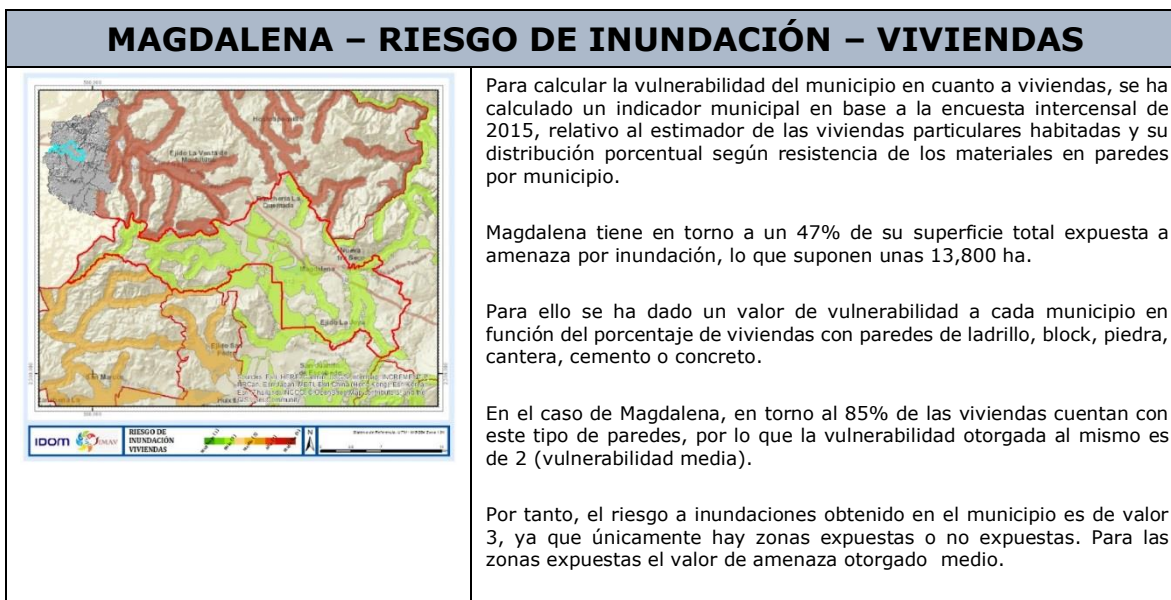 MAGDALENA – RIESGO DE INUNDACIÓN – VIVIENDAS
Ejido La Venta de
Magdalena
Ejido La Joya
San Marcos
IDOM
RIESGO DE
INUNDACIÓN
VIVIENDAS
N
Para calcular la vulnerabilidad del municipio en cuanto a viviendas, se ha
calculado un indicador municipal en base a la encuesta intercensal de
2015, relativo al estimador de las viviendas particulares habitadas y su
distribución porcentual según resistencia de los materiales en paredes
por municipio.
Magdalena tiene en torno a un 47% de su superficie total expuesta a
amenaza por inundación, lo que suponen unas 13,800 ha.
Para ello se ha dado un valor de vulnerabilidad a cada municipio en
función del porcentaje de viviendas con paredes de ladrillo, block, piedra,
cantera, cemento o concreto.
En el caso de Magdalena, en torno al 85% de las viviendas cuentan con
este tipo de paredes, por lo que la vulnerabilidad otorgada al mismo es
de 2 (vulnerabilidad media).
Por tanto, el riesgo a inundaciones obtenido en el municipio es de valor
3, ya que únicamente hay zonas expuestas o no expuestas. Para las
zonas expuestas el valor de amenaza otorgado medio.